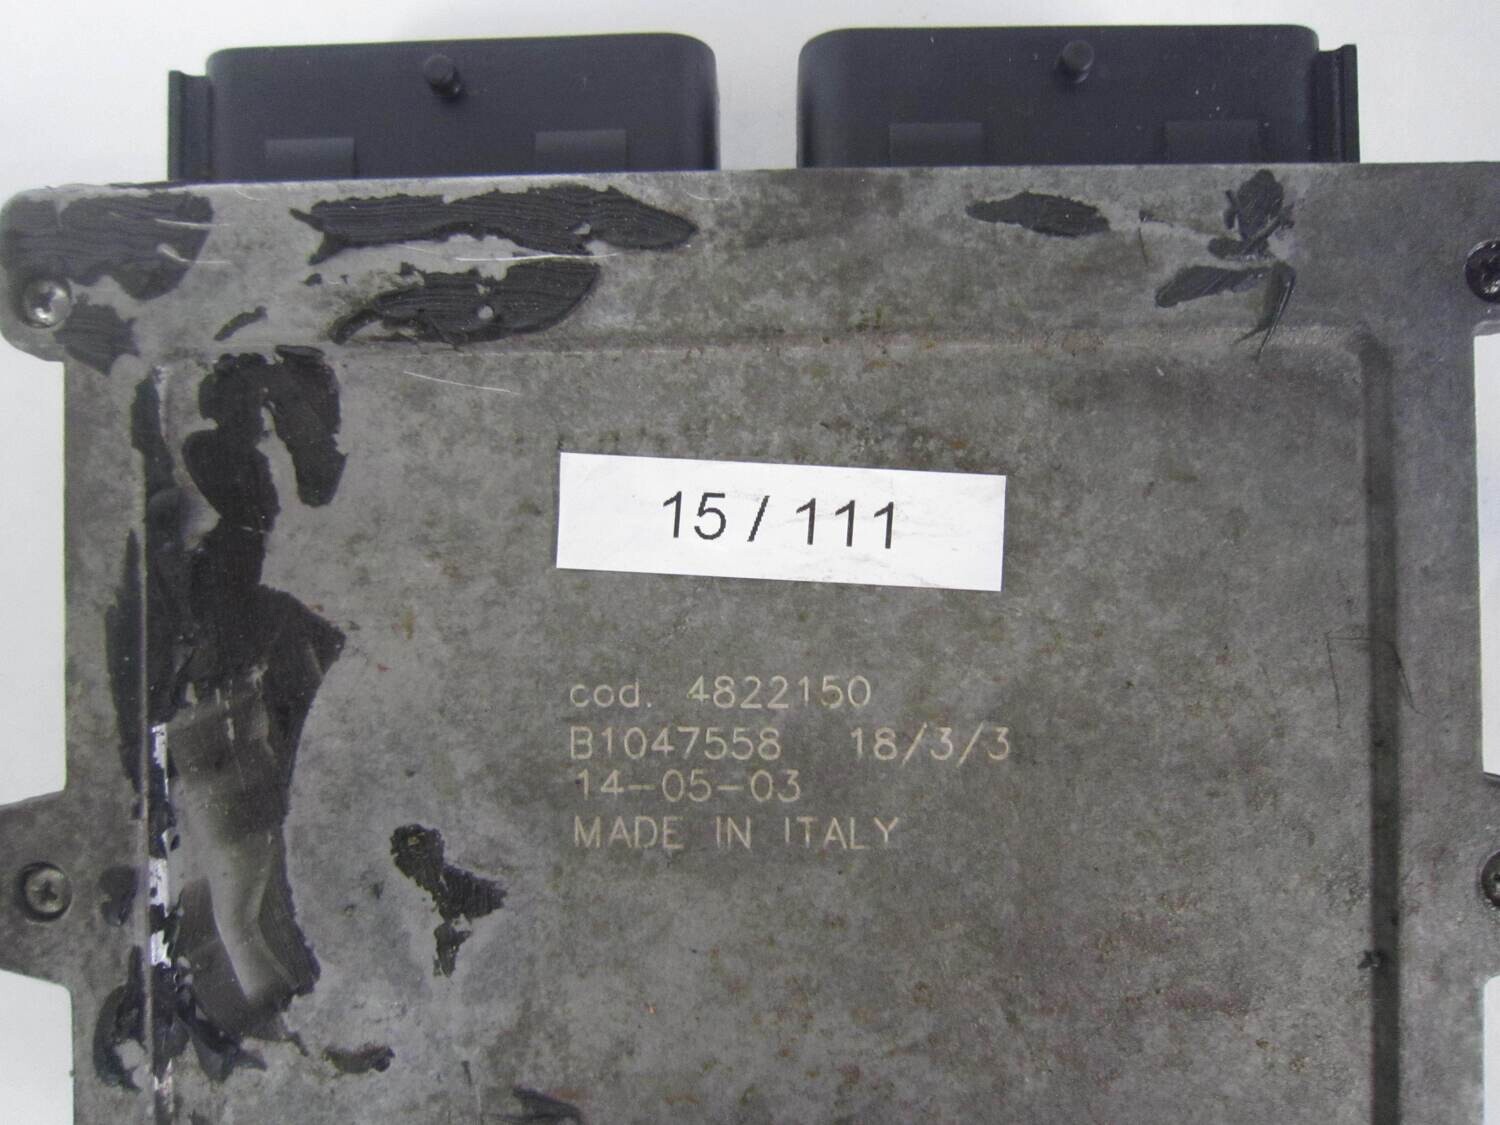 15 / 111
cod. 4822150
B1047558 18/3/3
14-05-03
MADE IN ITALY